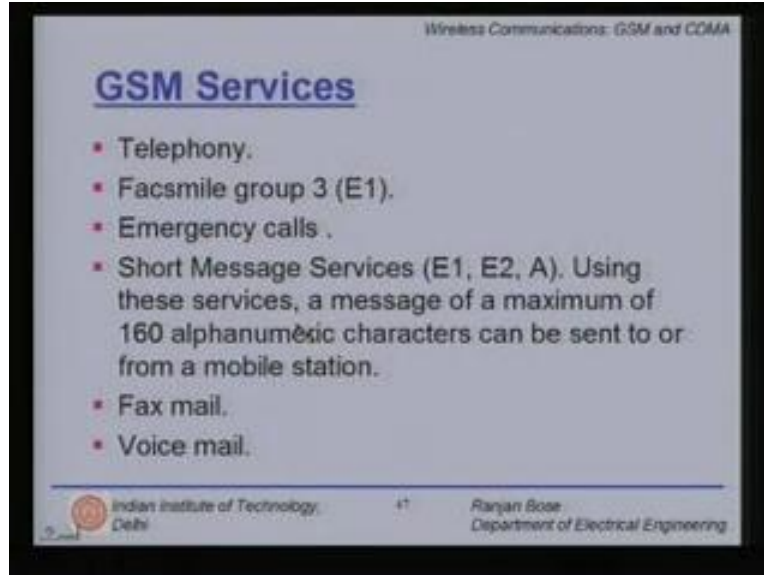 Wireless Communications: GSM and CDMA
GSM Services
▪ Telephony.
▪ Facsmile group 3 (E1).
▪ Emergency calls .
▪ Short Message Services (E1, E2, A). Using
these services, a message of a maximum of
160 alphanumeric characters can be sent to or
from a mobile station.
▪ Fax mail.
▪ Voice mail.
Indian Institute of Technology,
Delhi
Ranjan Bose
Department of Electrical Engineering